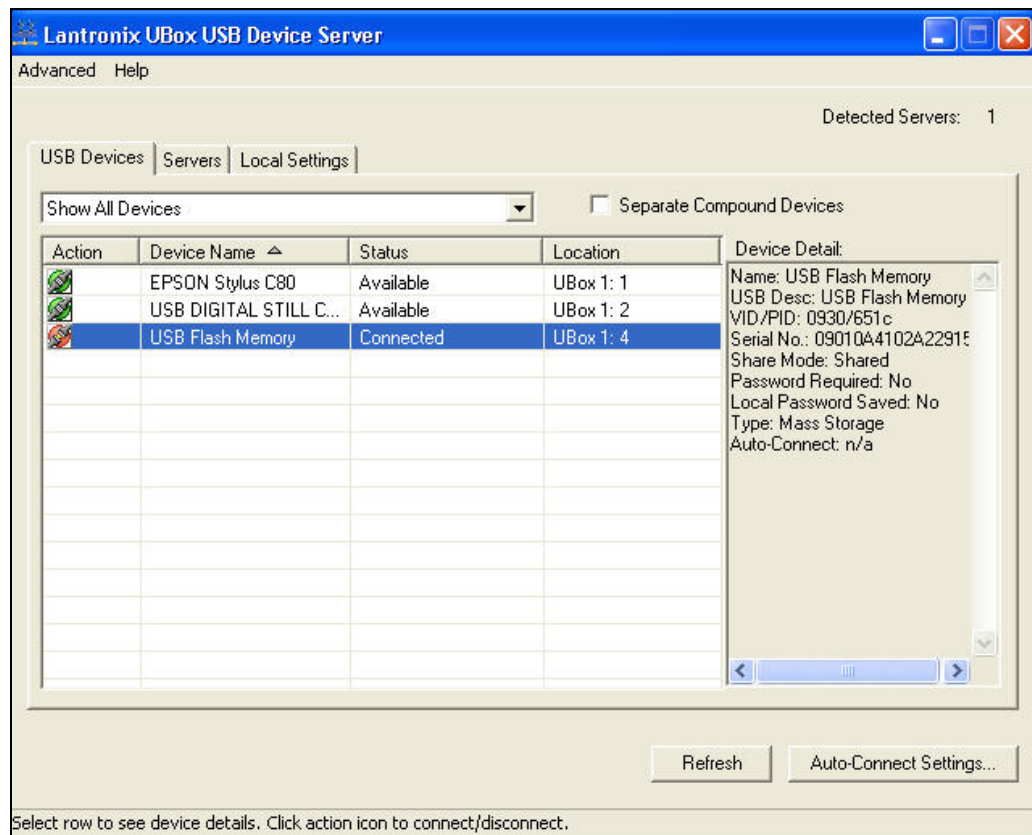 Lantronix UBox USB Device Server
Advanced Help
Detected Servers: 1
USB Devices Servers Local Settings
Show All Devices Separate Compound Devices
Action Device Name Status Location
EPSON Stylus C80 Available UBox 1: 1
USB DIGITAL STILL C... Available UBox 1: 2
USB Flash Memory Connected UBox 1: 4
Device Detail:
Name: USB Flash Memory
USB Desc: USB Flash Memory
VID/PID: 0930/651c
Serial No.: 09010A4102A22915
Share Mode: Shared
Password Required: No
Local Password Saved: No
Type: Mass Storage
Auto-Connect: n/a
Refresh Auto-Connect Settings...
Select row to see device details. Click action icon to connect/disconnect.